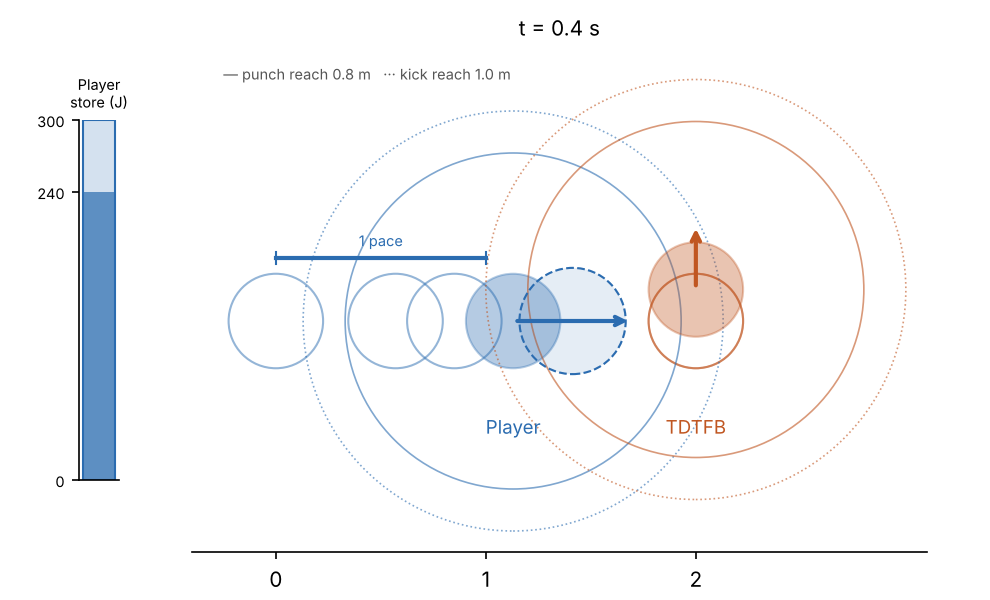 t = 0.4 s
— punch reach 0.8 m ··· kick reach 1.0 m
Player
store (J)
300
240
0
1 pace
Player
TDTFB
0
1
2